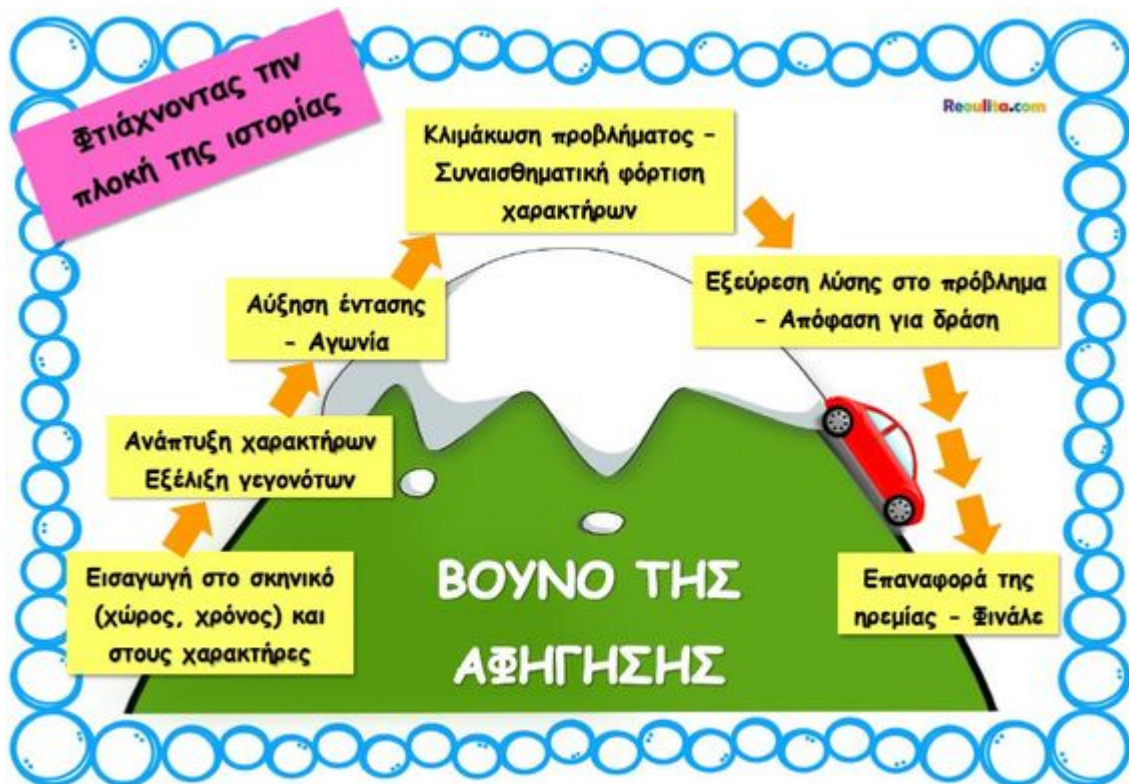 Φτιάχνοντας την
πλοκή της ιστορίας
Reoulita.com
Κλιμάκωση προβλήματος –
Συναισθηματική φόρτιση
χαρακτήρων
Αύξηση έντασης
– Αγωνία
Εξεύρεση λύσης στο πρόβλημα
– Απόφαση για δράση
Ανάπτυξη χαρακτήρων
Εξέλιξη γεγονότων
Εισαγωγή στο σκηνικό
(χώρος, χρόνος) και
στους χαρακτήρες
Επαναφορά της
ηρεμίας – Φινάλε
ΒΟΥΝΟ ΤΗΣ
ΑΦΗΓΗΣΗΣ